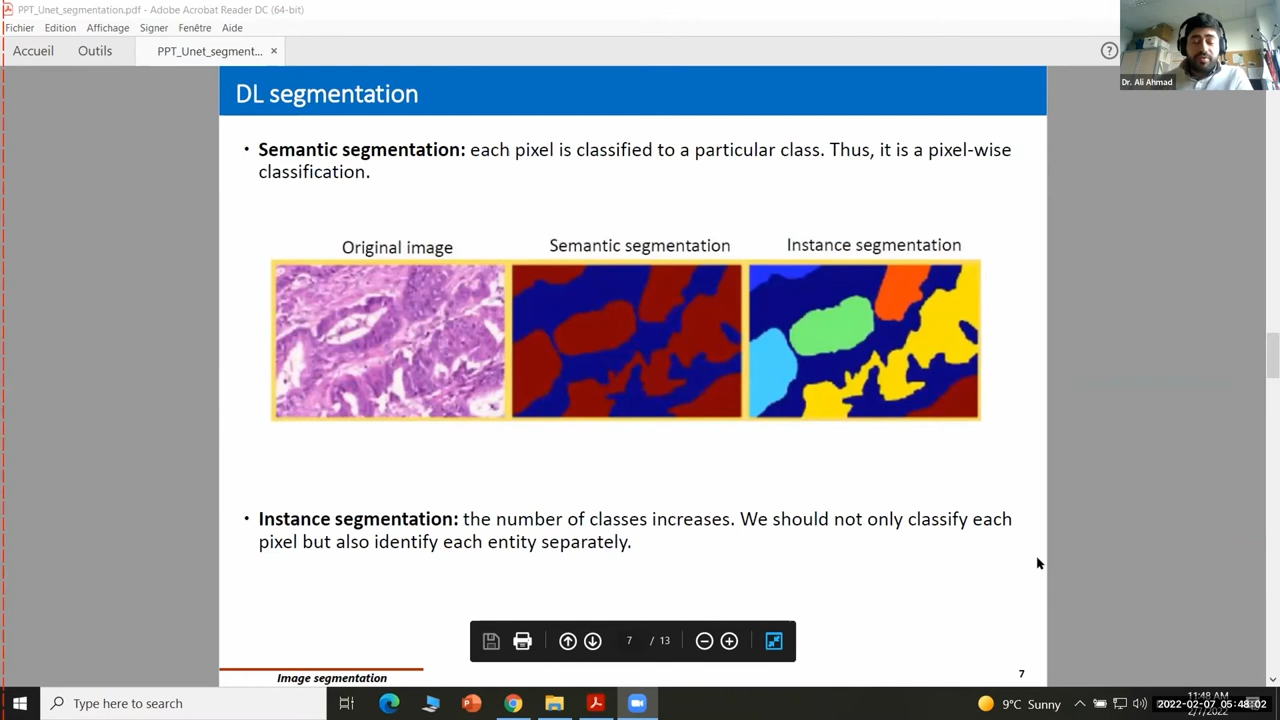 PPT_Unet_segmentation.pdf - Adobe Acrobat Reader DC (64-bit)
Fichier Edition Affichage Signer Fenêtre Aide
Accueil Outils PPT_Unet_segment... ×
Dr. Ali Ahmad
DL segmentation
• Semantic segmentation: each pixel is classified to a particular class. Thus, it is a pixel-wise
classification.
Original image Semantic segmentation Instance segmentation
• Instance segmentation: the number of classes increases. We should not only classify each
pixel but also identify each entity separately.
7 / 13
7
Image segmentation
Type here to search
9°C Sunny
11:48 AM
2022-02-07 05:48:02